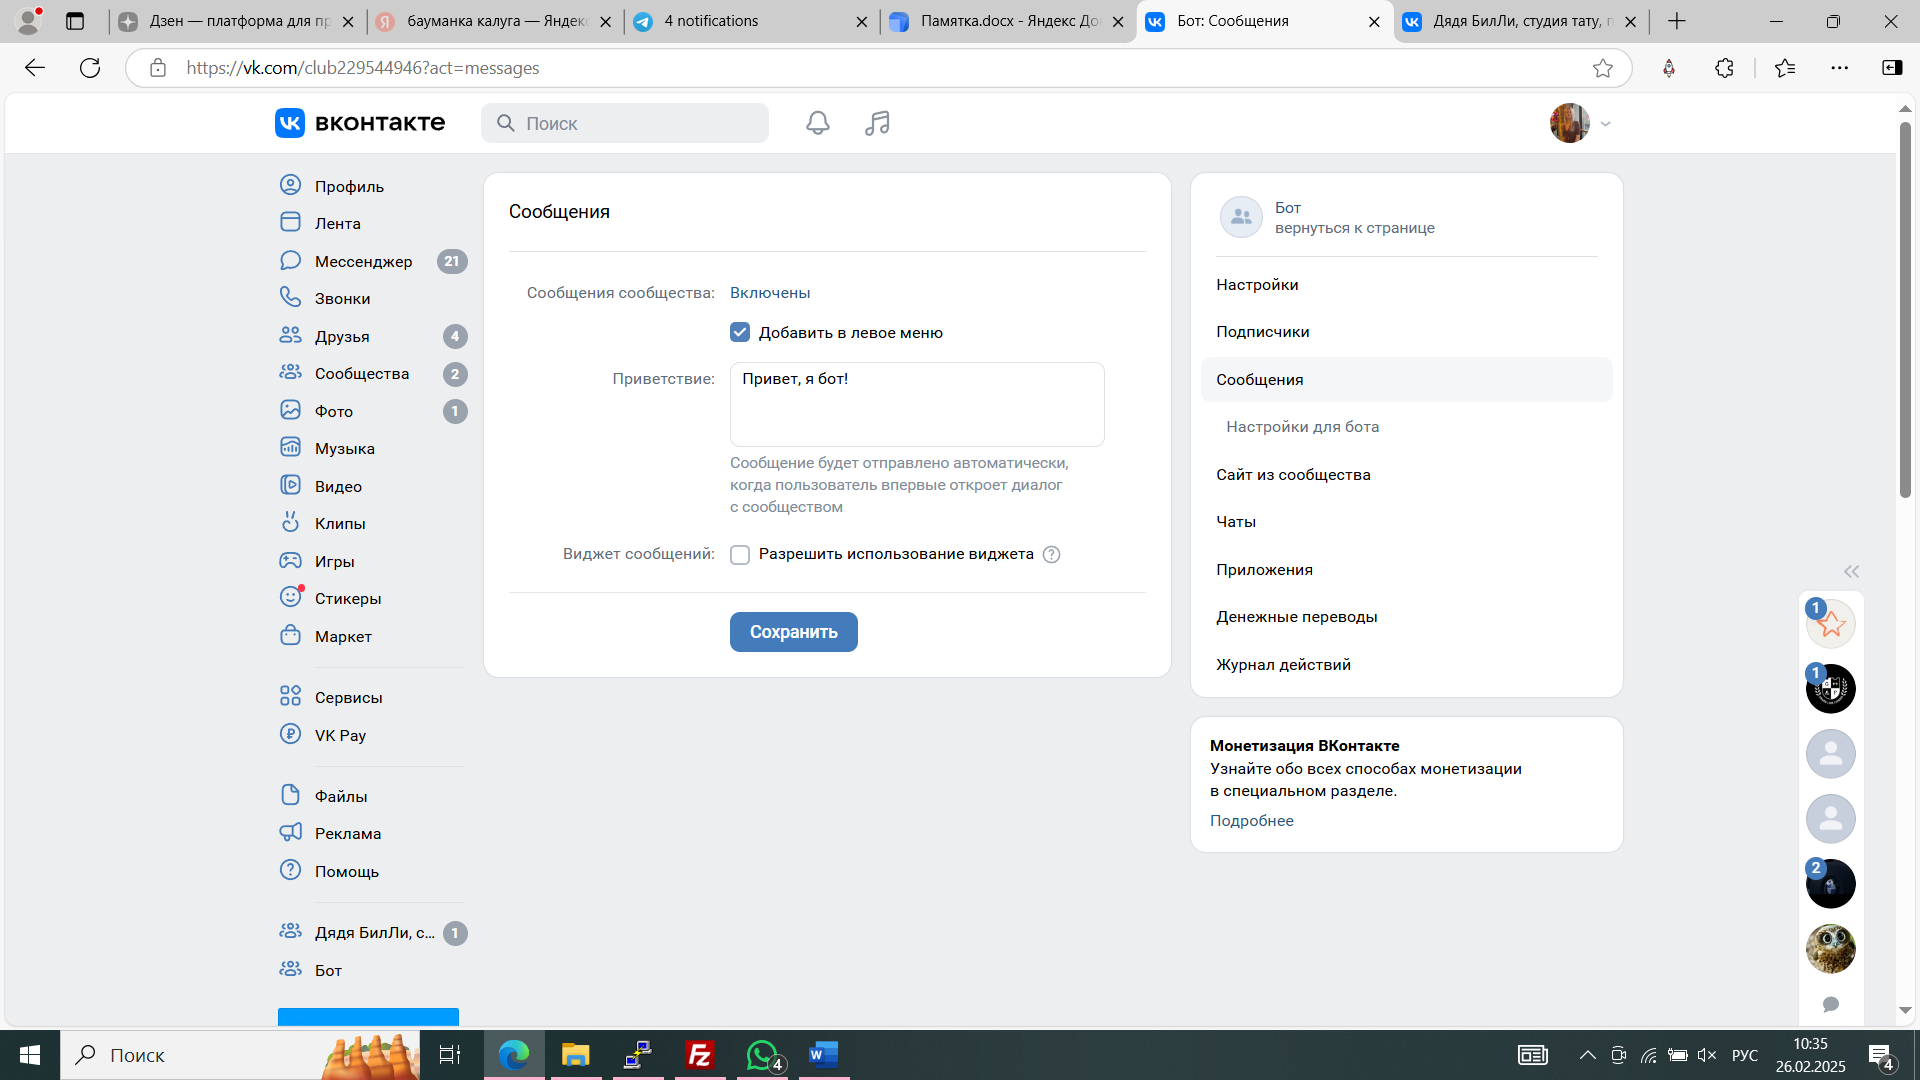 Дзен — платформа для пр
бауманка калуга — Яндекс
4 notifications
Памятка.docx - Яндекс До
Бот: Сообщения
Дядя БилЛи, студия тату, п
https://vk.com/club229544946?act=messages
вконтакте
Поиск
Профиль
Лента
Мессенджер 21
Звонки
Друзья 4
Сообщества 2
Фото 1
Музыка
Видео
Клипы
Игры
Стикеры
Маркет
Сервисы
VK Pay
Файлы
Реклама
Помощь
Дядя БилЛи, с... 1
Бот
Сообщения
Сообщения сообщества: Включены
Добавить в левое меню
Приветствие: Привет, я бот!
Сообщение будет отправлено автоматически,
когда пользователь впервые откроет диалог
с сообществом
Виджет сообщений: Разрешить использование виджета ?
Сохранить
Бот
вернуться к странице
Настройки
Подписчики
Сообщения
Настройки для бота
Сайт из сообщества
Чаты
Приложения
Денежные переводы
Журнал действий
Монетизация ВКонтакте
Узнайте обо всех способах монетизации
в специальном разделе.
Подробнее
1
1
2
Поиск
4
РУС
10:35
26.02.2025
4